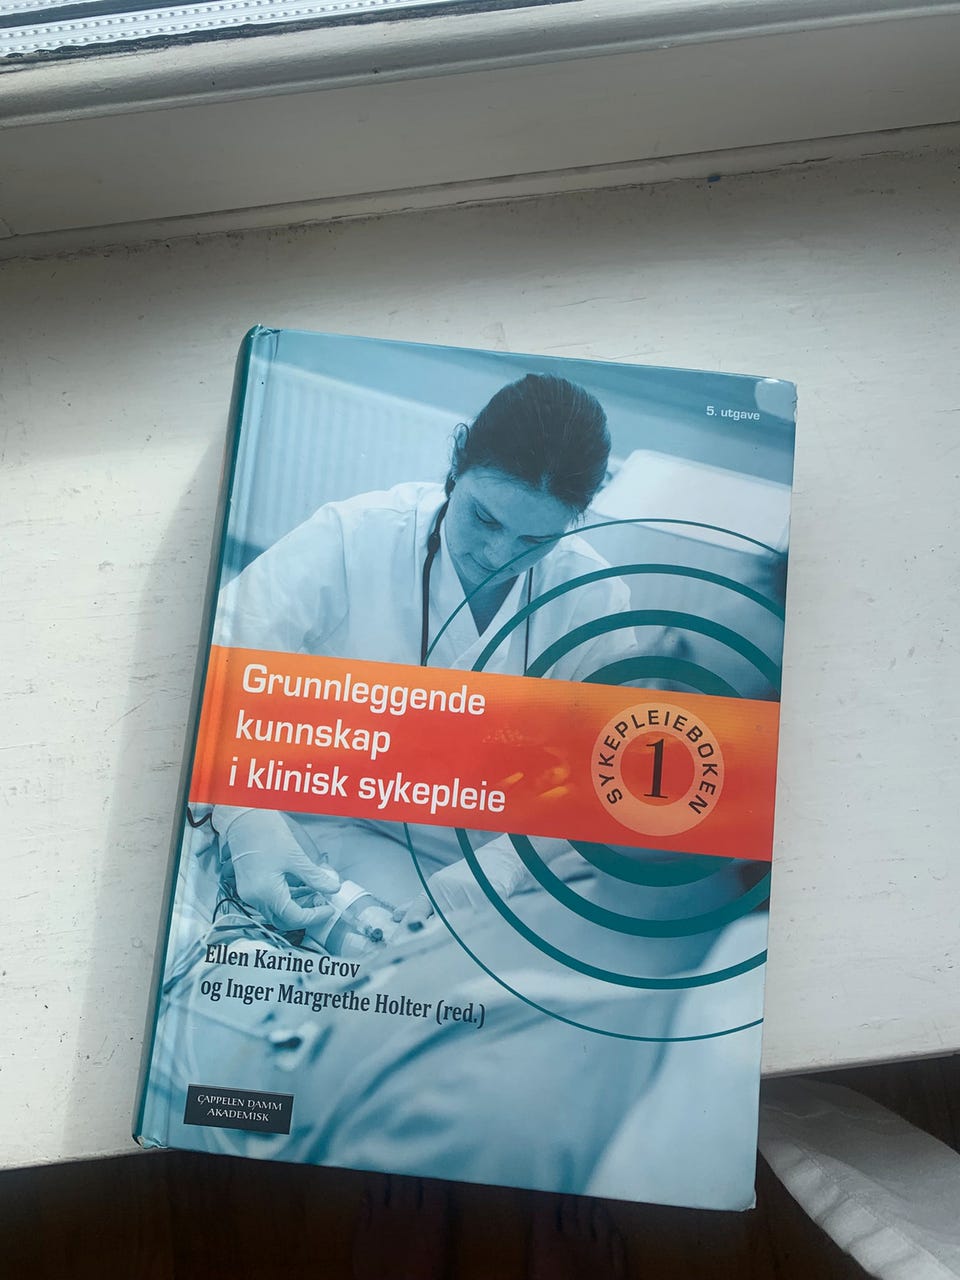 5. utgave
Grunnleggende
kunnskap
i klinisk sykepleie
SYKEPLEIEBOKEN
1
Ellen Karine Grov
og Inger Margrethe Holter (red.)
CAPPELEN DAMM
AKADEMISK